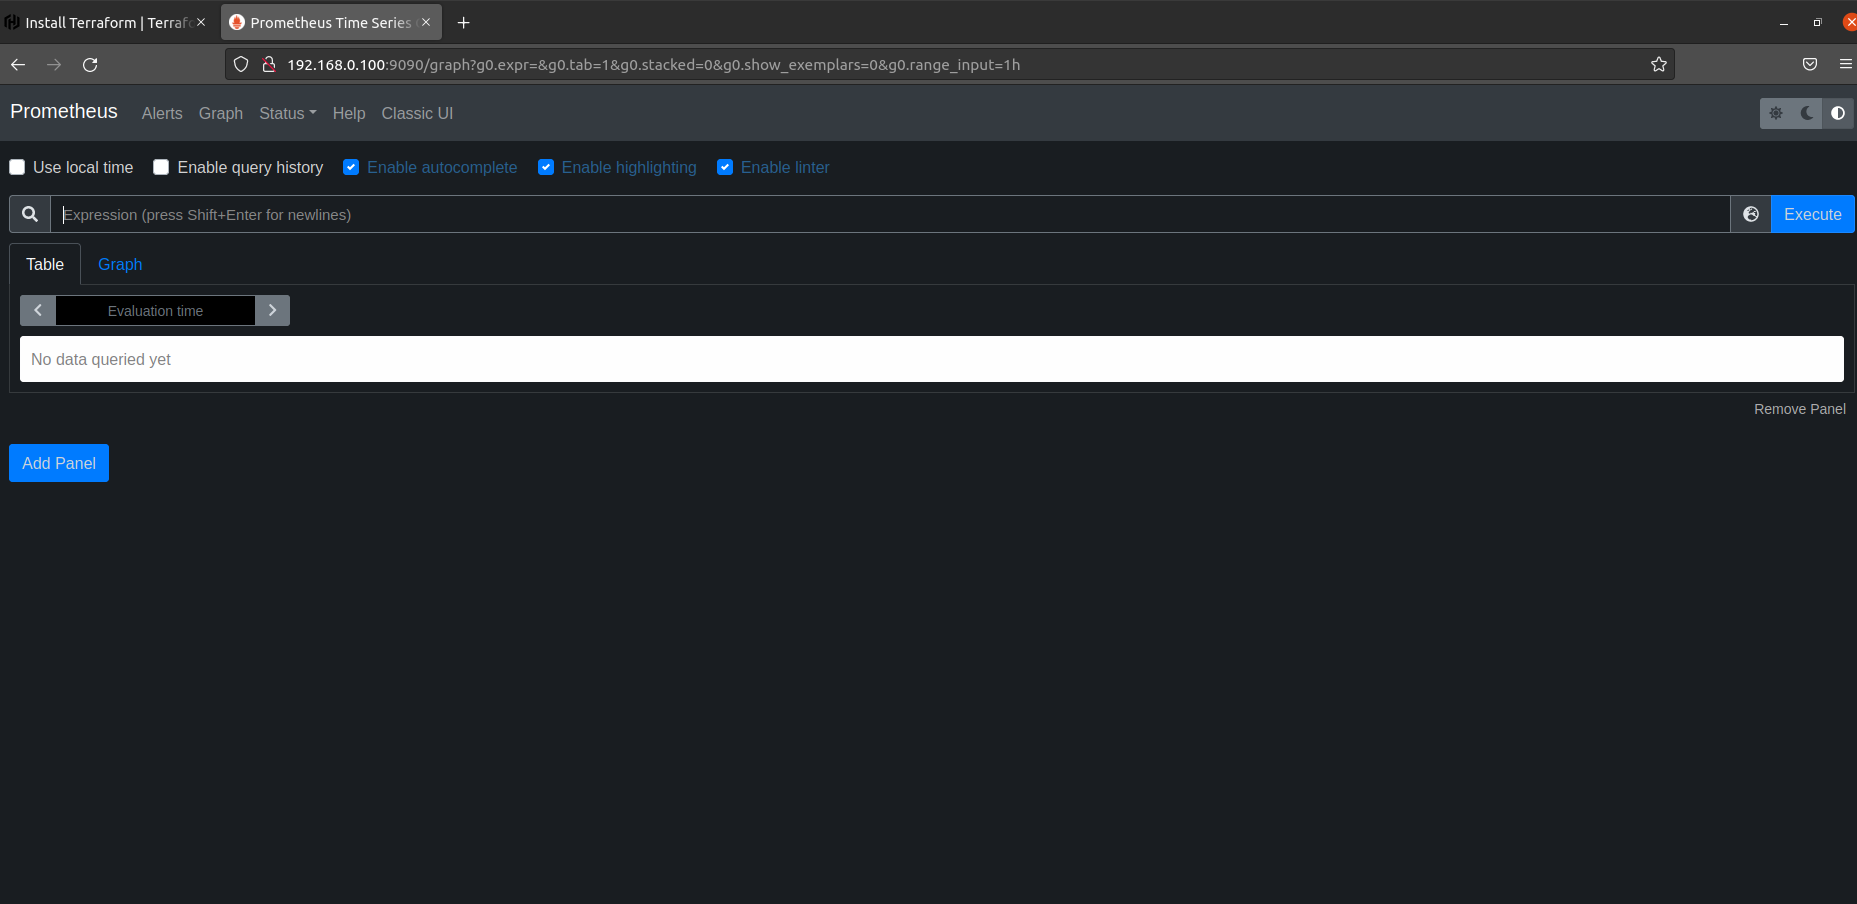 Install Terraform | Terraf
Prometheus Time Series
192.168.0.100:9090/graph?g0.expr=&g0.tab=1&g0.stacked=0&g0.show_exemplars=0&g0.range_input=1h
Prometheus Alerts Graph Status Help Classic UI
Use local time Enable query history Enable autocomplete Enable highlighting Enable linter
Expression (press Shift+Enter for newlines) Execute
Table Graph
Evaluation time
No data queried yet
Remove Panel
Add Panel